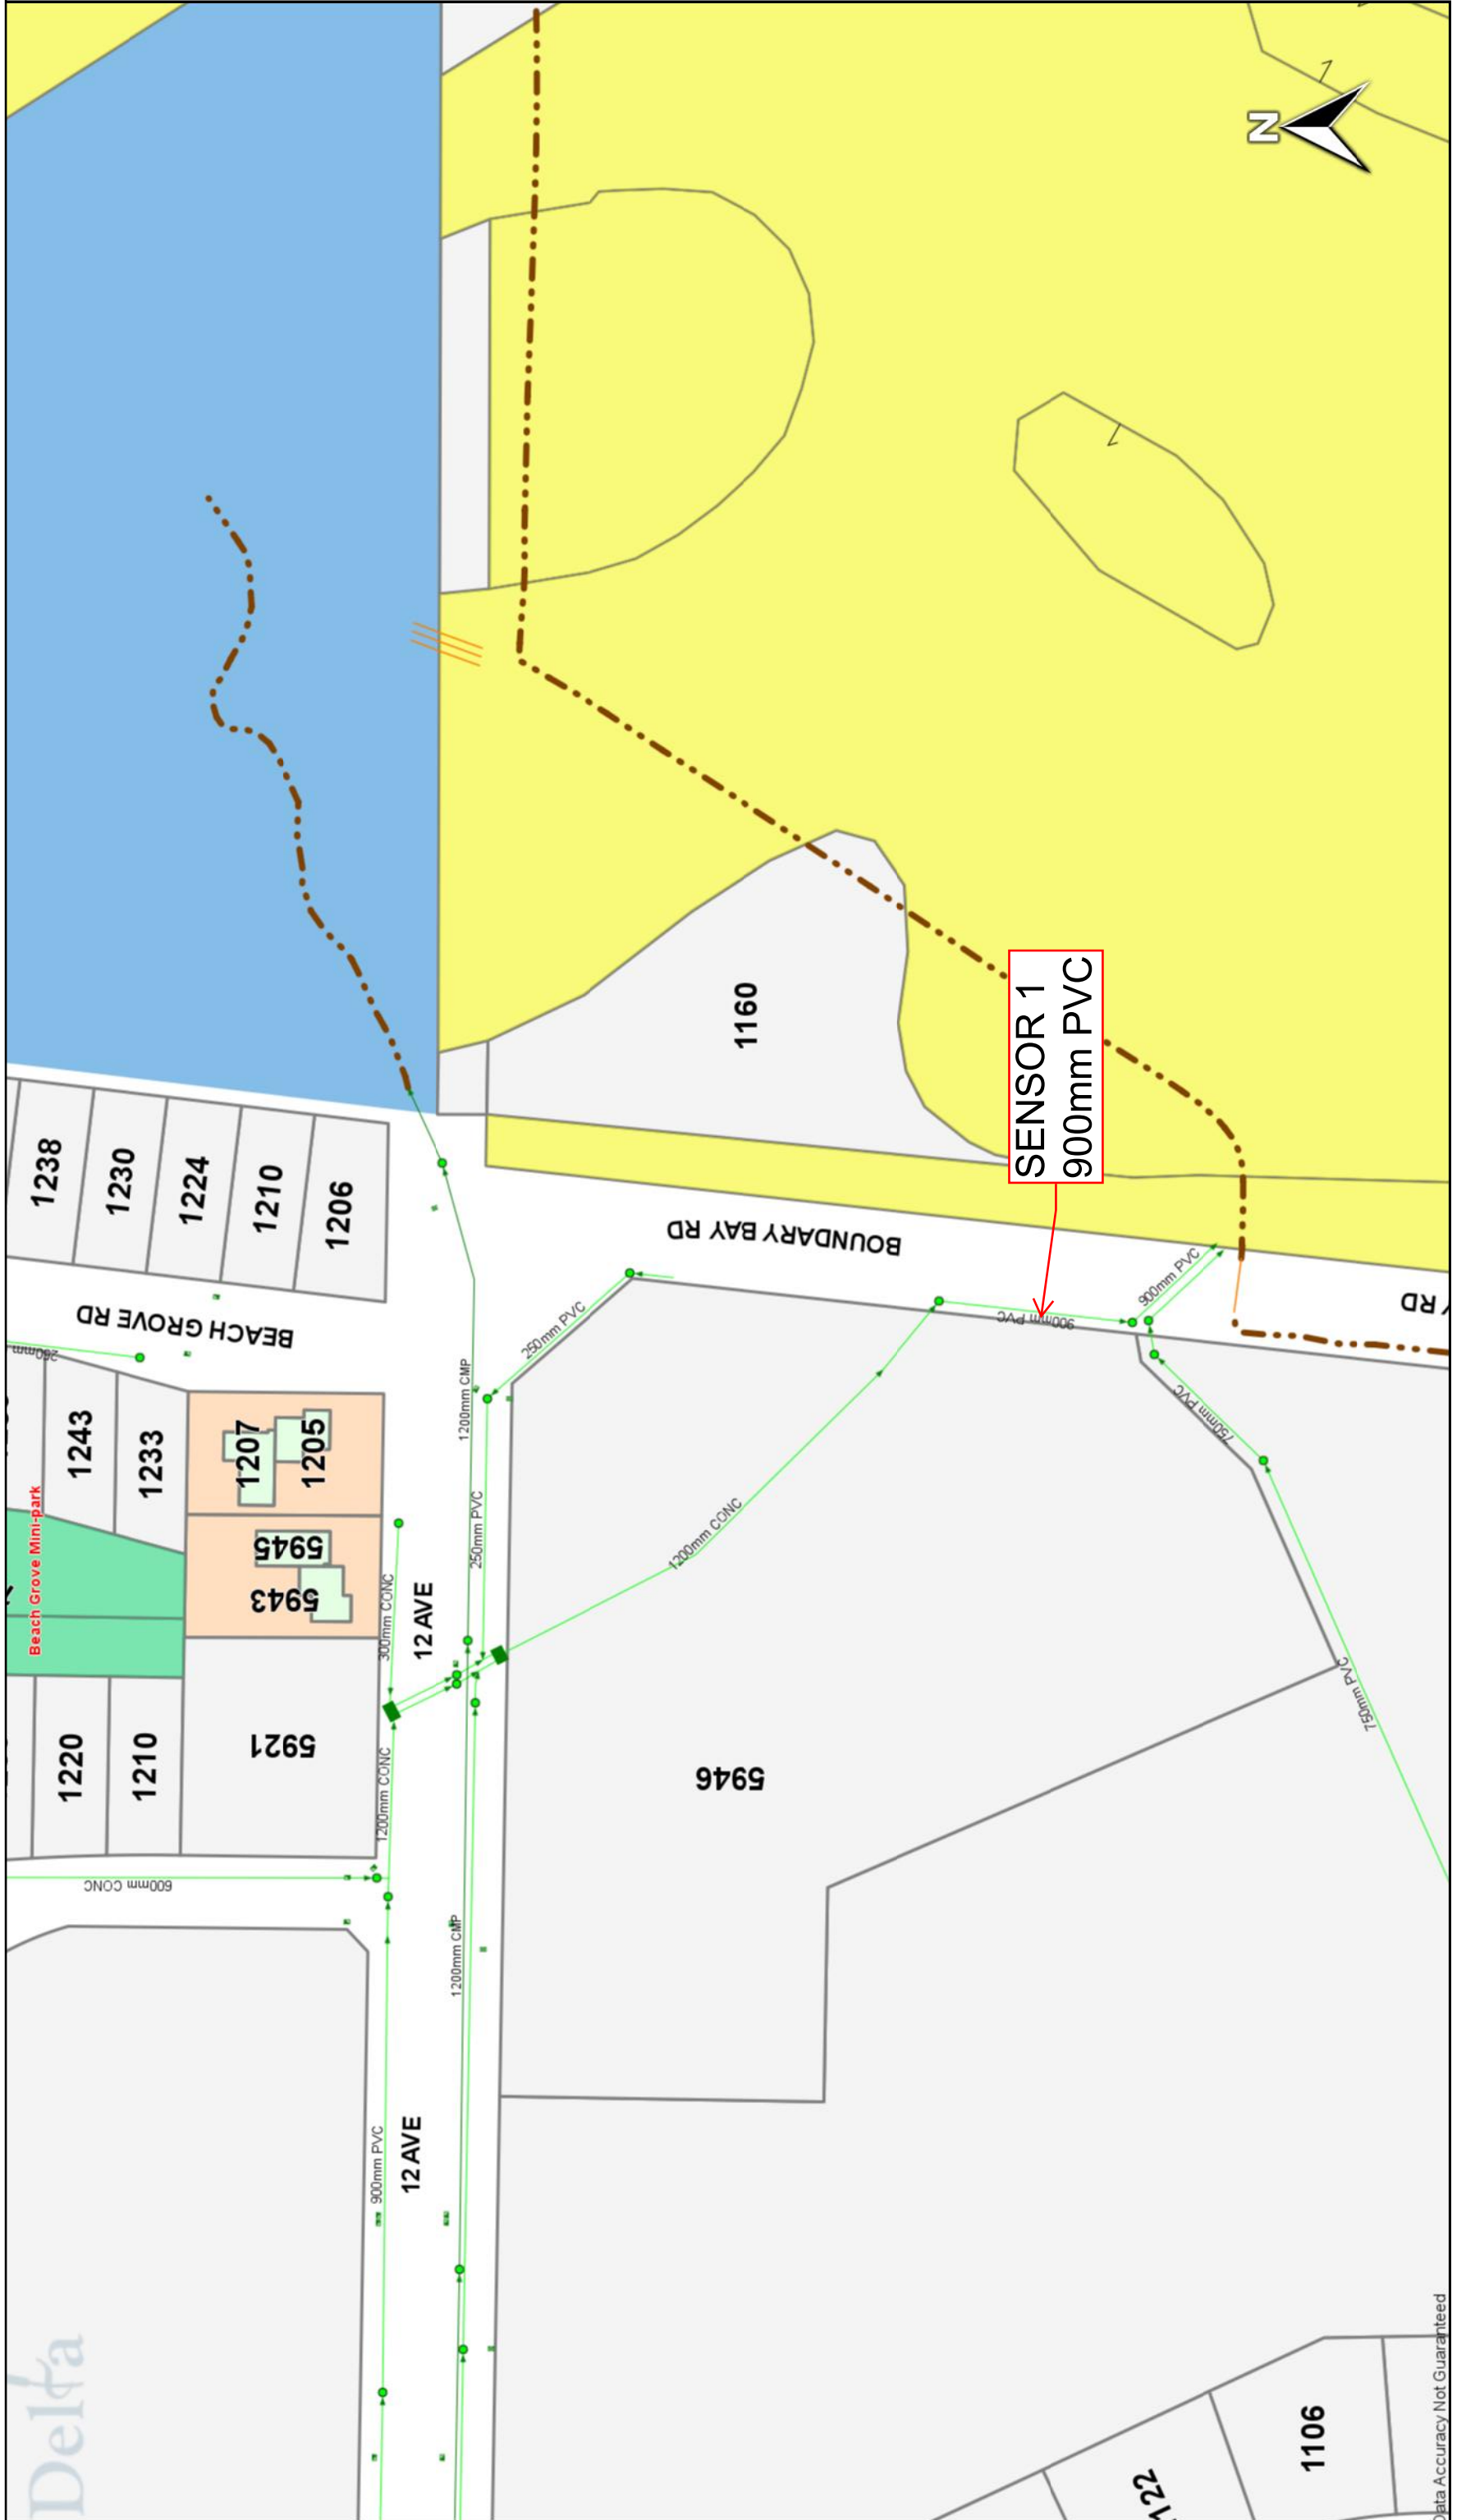 Delta
Beach Grove Mini-park
1238
1230
1224
1210
1206
BEACH GROVE RD
1243
1233
1207
1205
5945
5943
5921
1220
1210
600mm CONC
1200mm CONC
300mm CONC
12 AVE
1200mm CMP
250mm PVC
250mm PVC
1200mm CONC
BOUNDARY BAY RD
1160
SENSOR 1
900mm PVC
900mm PVC
900mm PVC
750mm PVC
750mm PVC
RD
5946
1200mm CMP
900mm PVC
12 AVE
1106
N
Data Accuracy Not Guaranteed